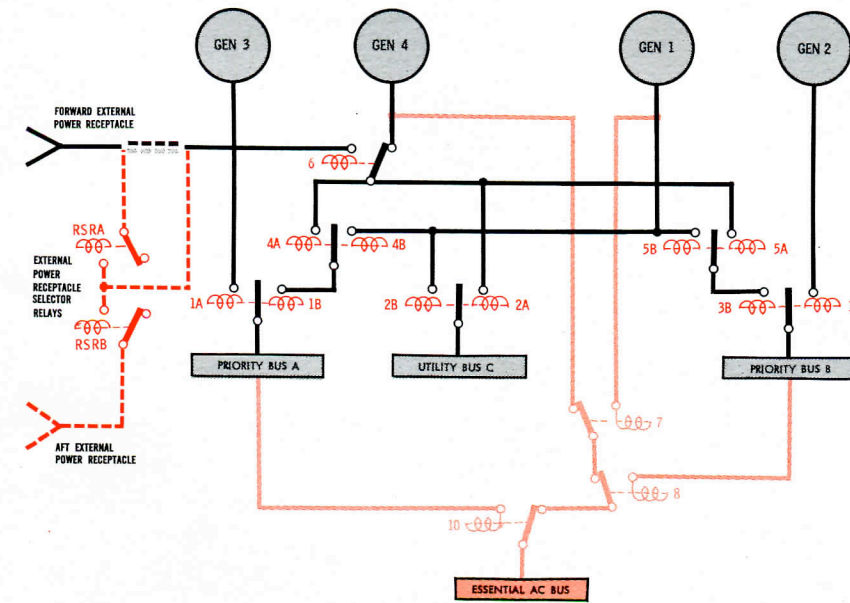 GEN 3
GEN 4
GEN 1
GEN 2
FORWARD EXTERNAL
POWER RECEPTACLE
6
RSRA
4A
4B
5B
5A
EXTERNAL
POWER
RECEPTACLE
SELECTOR
RELAYS
1A
1B
2B
2A
3B
RSRB
PRIORITY BUS A
UTILITY BUS C
PRIORITY BUS B
AFT EXTERNAL
POWER RECEPTACLE
7
8
10
ESSENTIAL AC BUS